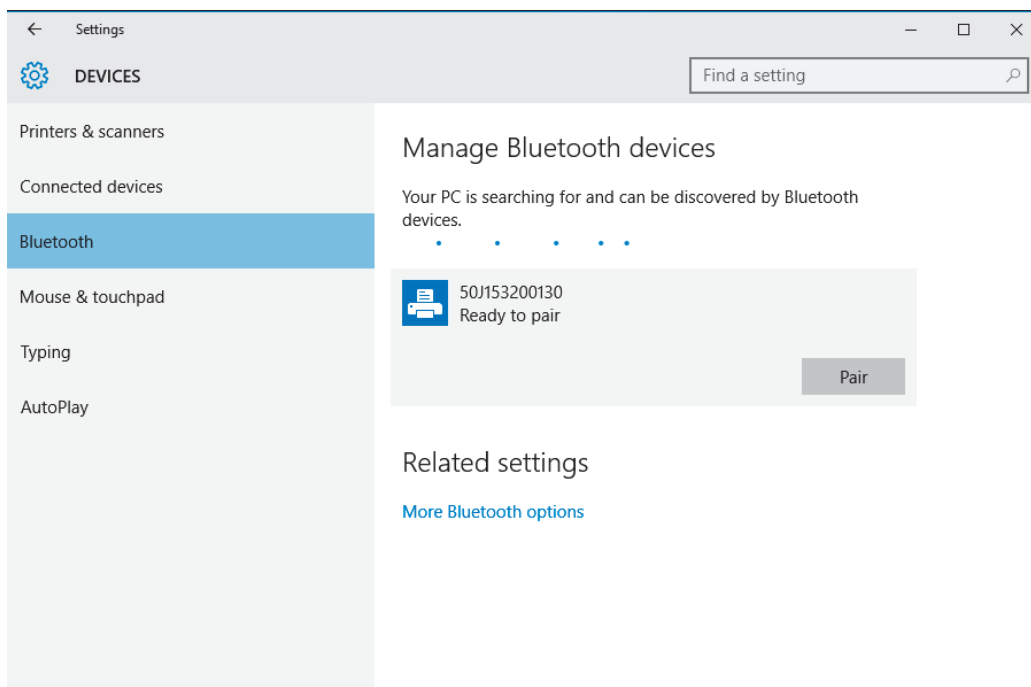 Settings
DEVICES
Find a setting
Printers & scanners
Connected devices
Bluetooth
Mouse & touchpad
Typing
AutoPlay
Manage Bluetooth devices
Your PC is searching for and can be discovered by Bluetooth
devices.
50J153200130
Ready to pair
Pair
Related settings
More Bluetooth options